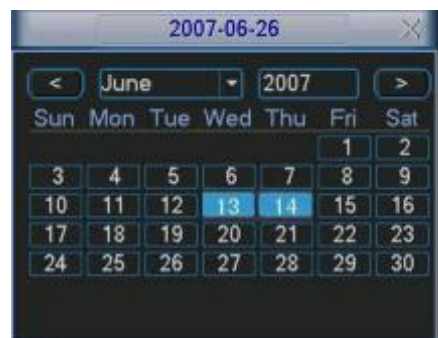 2007-06-26
< June 2007 >
Sun Mon Tue Wed Thu Fri Sat
1 2
3 4 5 6 7 8 9
10 11 12 13 14 15 16
17 18 19 20 21 22 23
24 25 26 27 28 29 30